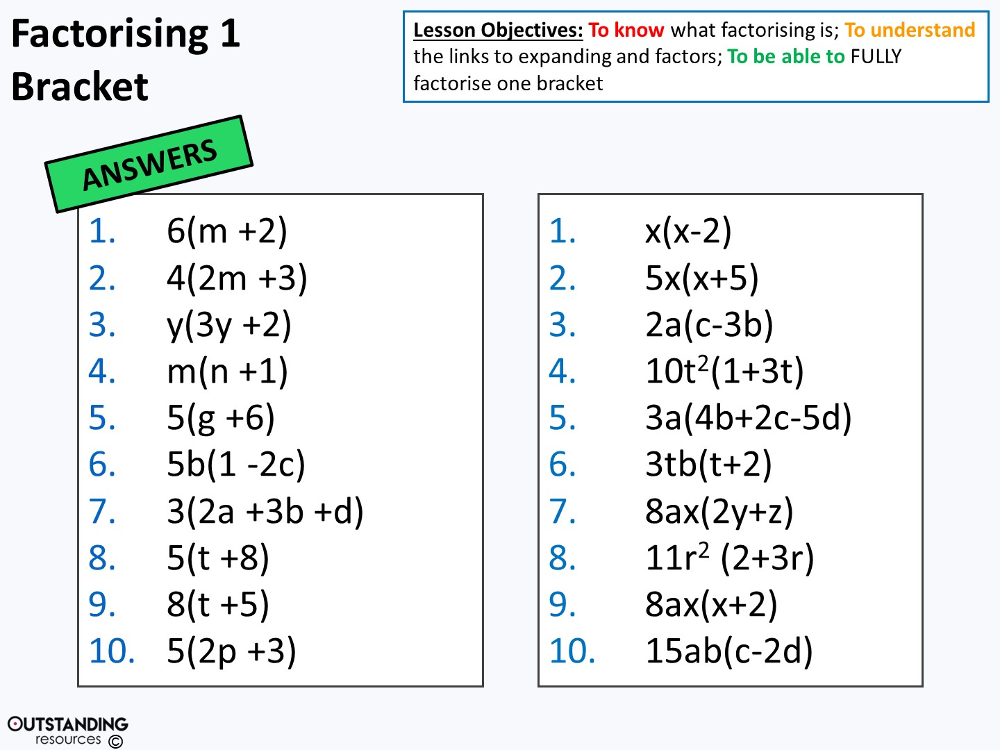 Factorising 1
Bracket
Lesson Objectives: To know what factorising is; To understand
the links to expanding and factors; To be able to FULLY
factorise one bracket
ANSWERS
1. 6(m +2)
2. 4(2m +3)
3. y(3y +2)
4. m(n +1)
5. 5(g +6)
6. 5b(1 -2c)
7. 3(2a +3b +d)
8. 5(t +8)
9. 8(t +5)
10. 5(2p +3)
1. x(x-2)
2. 5x(x+5)
3. 2a(c-3b)
4. 10t²(1+3t)
5. 3a(4b+2c-5d)
6. 3tb(t+2)
7. 8ax(2y+z)
8. 11r² (2+3r)
9. 8ax(x+2)
10. 15ab(c-2d)
OUTSTANDING
resources ©